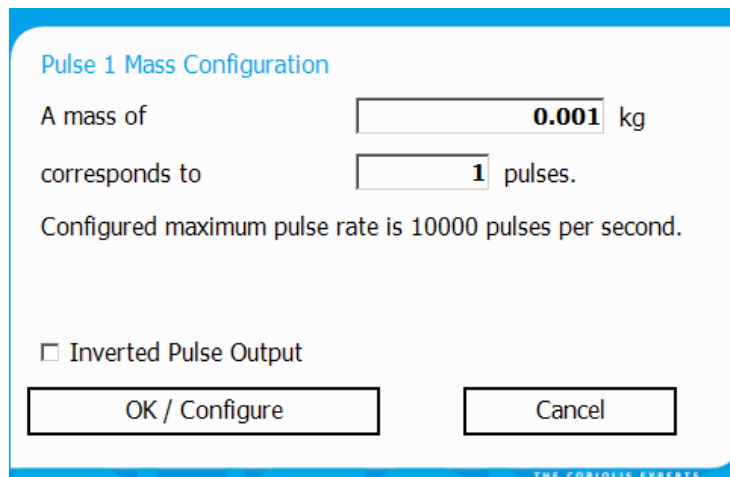 Pulse 1 Mass Configuration
A mass of 0.001 kg
corresponds to 1 pulses.
Configured maximum pulse rate is 10000 pulses per second.
Inverted Pulse Output
OK / Configure Cancel
THE CORIOLIS EXPERTS